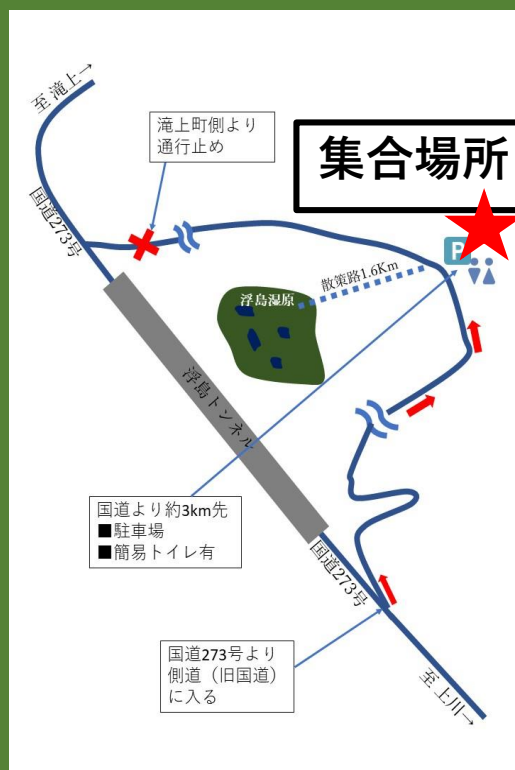 至 滝上→
滝上町側より
通行止め
集合場所
国道273号
P
散策路1.6Km
浮島湿原
浮島トンネル
国道より約3km先
■駐車場
■簡易トイレ有
国道273号
国道273号より
側道（旧国道）
に入る
至 上川→